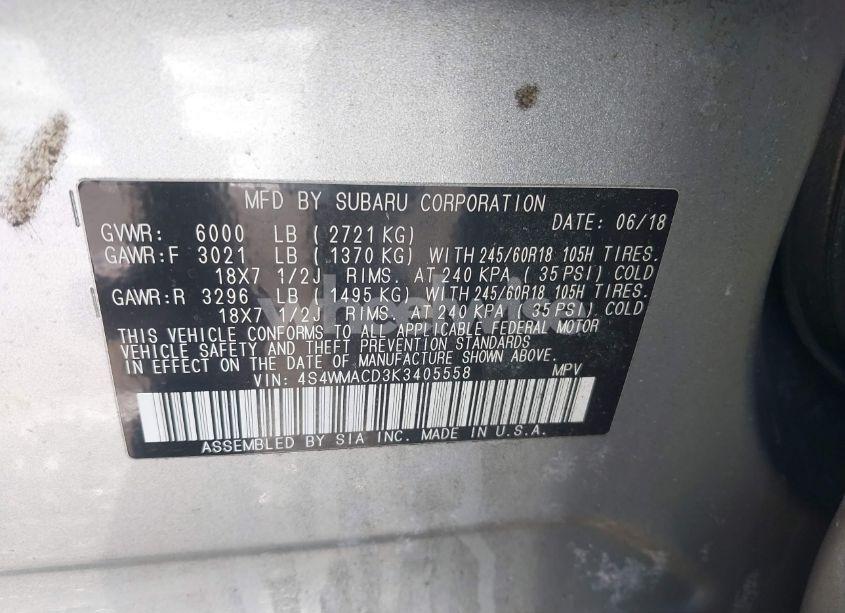 MFD BY SUBARU CORPORATION
DATE: 06/18
GVWR: 6000 LB ( 2721 KG)
GAWR:F 3021 LB ( 1370 KG) WITH 245/60R18 105H TIRES.
18X7 1/2J RIMS. AT 240 KPA ( 35 PSI) COLD
GAWR:R 3296 LB ( 1495 KG) WITH 245/60R18 105H TIRES.
18X7 1/2J RIMS. AT 240 KPA ( 35 PSI) COLD
THIS VEHICLE CONFORMS TO ALL APPLICABLE FEDERAL MOTOR
VEHICLE SAFETY AND THEFT PREVENTION STANDARDS
IN EFFECT ON THE DATE OF MANUFACTURE SHOWN ABOVE.
VIN: 4S4WMACD3K3405558 MPV
ASSEMBLED BY SIA INC. MADE IN U.S.A.